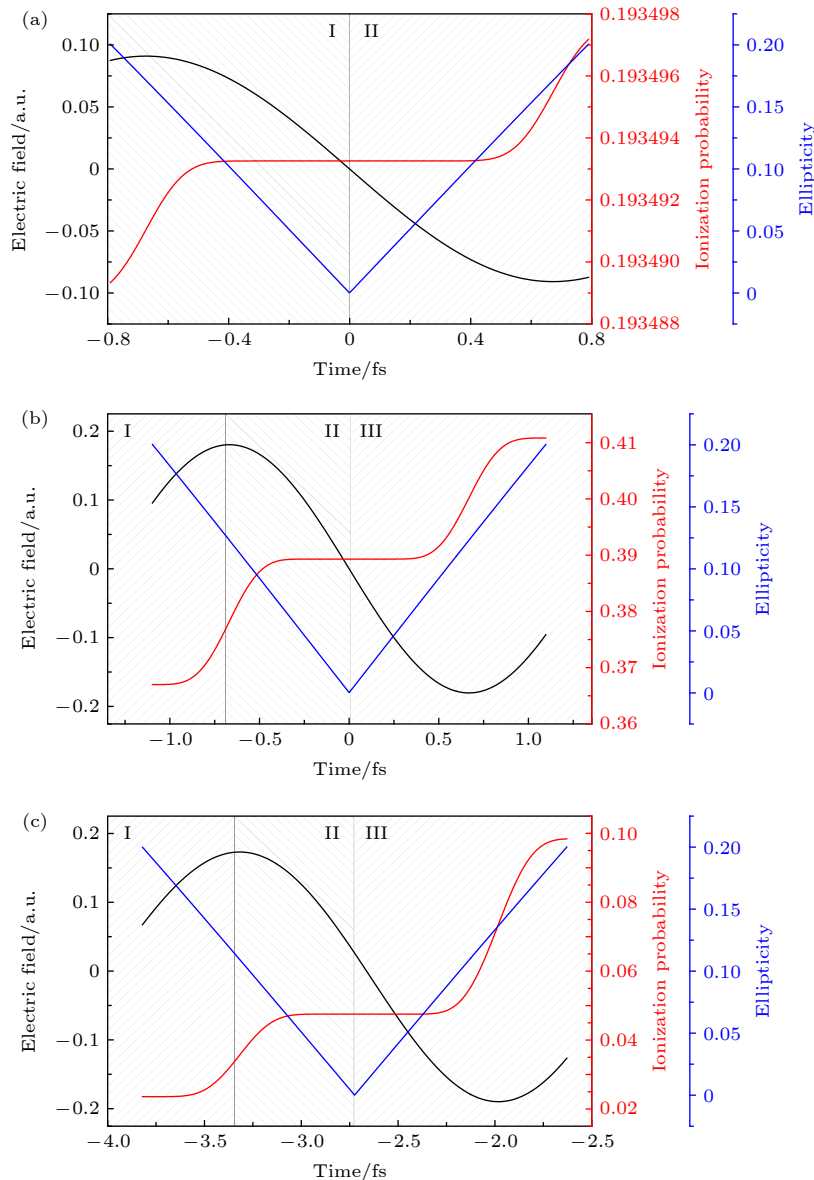 (a)
I II
Electric field/a.u.
0.10
0.05
0
−0.05
−0.10
−0.8 −0.4 0 0.4 0.8
Time/fs
0.193498
0.193496
0.193494
0.193492
0.193490
0.193488
Ionization probability
0.20
0.15
0.10
0.05
0
Ellipticity
(b)
I II III
Electric field/a.u.
0.2
0.1
0
−0.1
−0.2
−1.0 −0.5 0 0.5 1.0
Time/fs
0.41
0.40
0.39
0.38
0.37
0.36
Ionization probability
0.20
0.15
0.10
0.05
0
Ellipticity
(c)
I II III
Electric field/a.u.
0.2
0.1
0
−0.1
−0.2
−4.0 −3.5 −3.0 −2.5 −2.0 −2.5
Time/fs
0.10
0.08
0.06
0.04
0.02
Ionization probability
0.20
0.15
0.10
0.05
0
Ellipticity